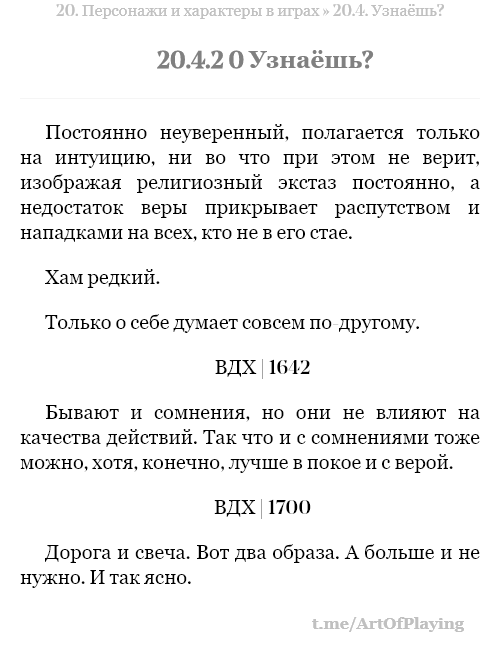 20. Персонажи и характеры в играх » 20.4. Узнаёшь?
20.4.2 0 Узнаёшь?
Постоянно неуверенный, полагается только
на интуицию, ни во что при этом не верит,
изображая религиозный экстаз постоянно, а
недостаток веры прикрывает распутством и
нападками на всех, кто не в его стае.
Хам редкий.
Только о себе думает совсем по-другому.
ВДХ | 1642
Бывают и сомнения, но они не влияют на
качества действий. Так что и с сомнениями тоже
можно, хотя, конечно, лучше в покое и с верой.
ВДХ | 1700
Дорога и свеча. Вот два образа. А больше и не
нужно. И так ясно.
t.me/ArtOfPlaying